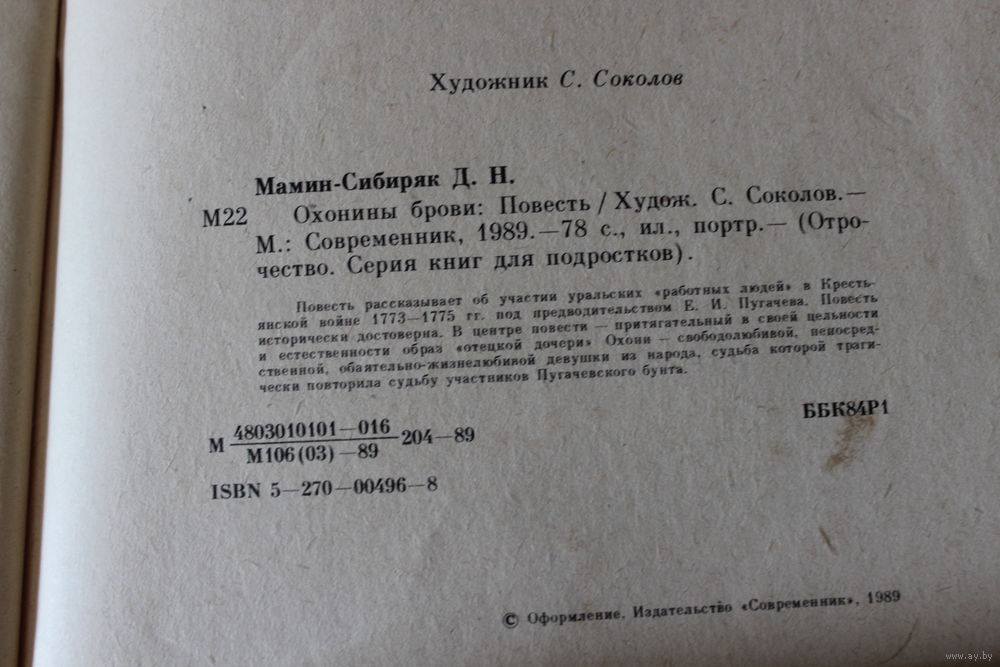 Художник С. Соколов
Мамин-Сибиряк Д. Н.
М22 Охонины брови: Повесть / Худож. С. Соколов.—
М.: Современник, 1989.—78 с., ил., портр.— (Отро-
чество. Серия книг для подростков).
Повесть рассказывает об участии уральских «работных людей» в Кресть-
янской войне 1773—1775 гг. под предводительством Е. И. Пугачева. Повесть
исторически достоверна. В центре повести — притягательный в своей цельности
и естественности образ «отецкой дочери» Охони — свободолюбивой, непосред-
ственной, обаятельно-жизнелюбивой девушки из народа, судьба которой траги-
чески повторила судьбу участников Пугачевского бунта.
М 4803010101—016 204—89
М106(03)—89
ББК84Р1
ISBN 5—270—00496—8
© Оформление. Издательство «Современник», 1989
www.ay.by